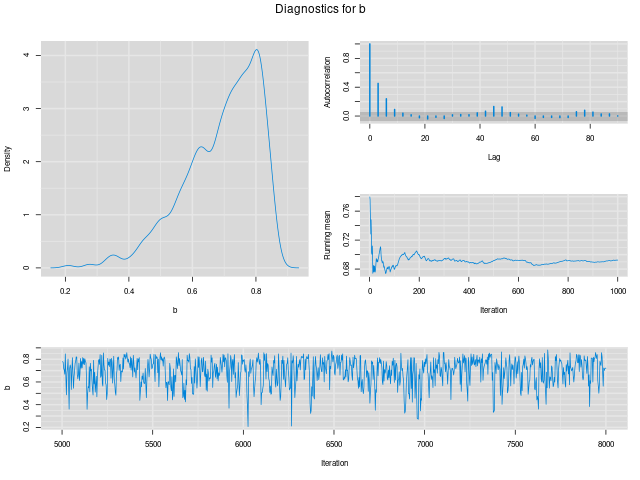 Diagnostics for b
Density
0 1 2 3 4
0.2 0.4 0.6 0.8
b
Autocorrelation
0.0 0.4 0.8
0 20 40 60 80
Lag
Running mean
0.68 0.72 0.76
0 200 400 600 800 1000
Iteration
b
0.2 0.4 0.6 0.8
5000 5500 6000 6500 7000 7500 8000
Iteration